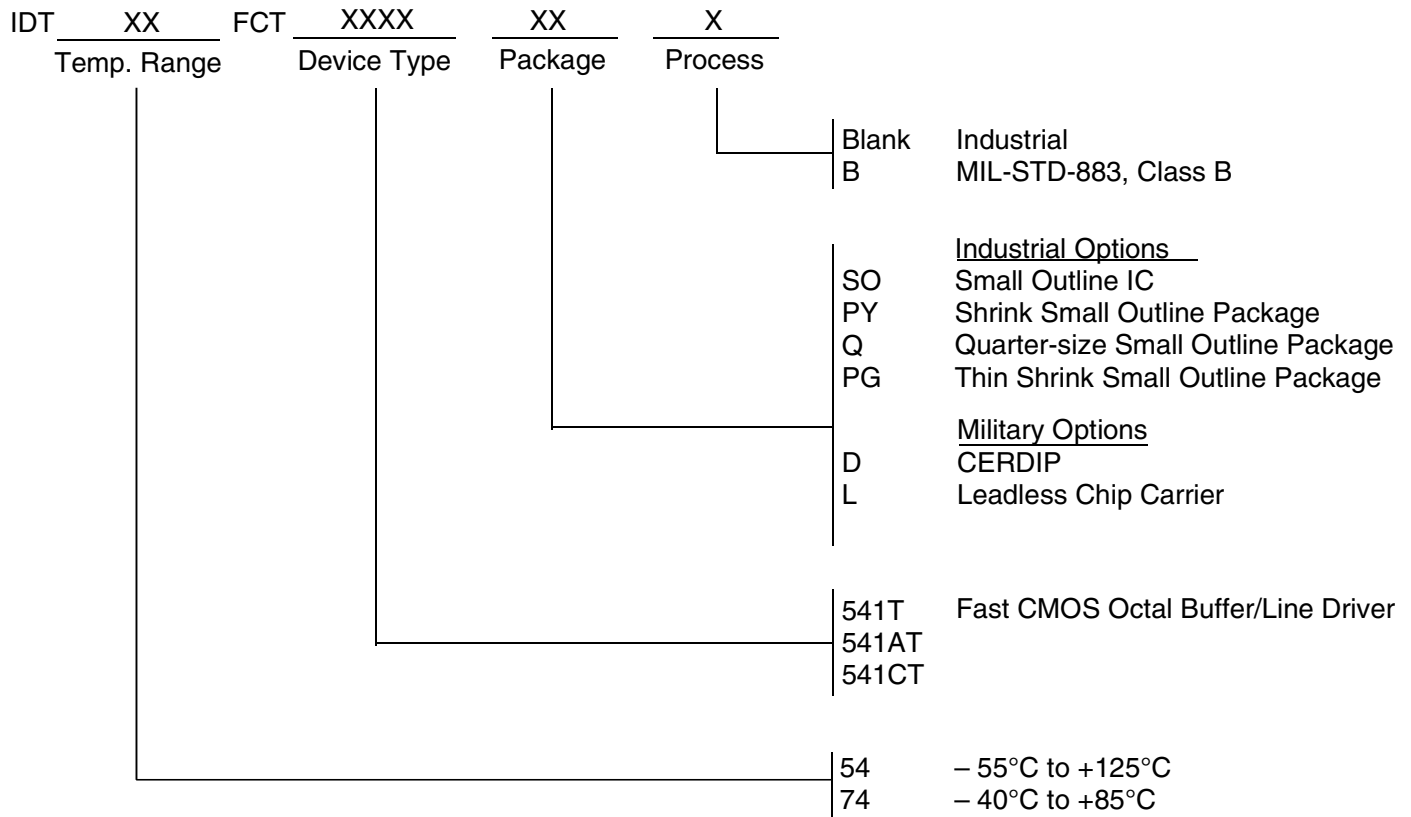 IDT XX FCT XXXX XX X
Temp. Range Device Type Package Process
Blank Industrial
B MIL-STD-883, Class B
Industrial Options
SO Small Outline IC
PY Shrink Small Outline Package
Q Quarter-size Small Outline Package
PG Thin Shrink Small Outline Package
Military Options
D CERDIP
L Leadless Chip Carrier
541T Fast CMOS Octal Buffer/Line Driver
541AT
541CT
54 – 55°C to +125°C
74 – 40°C to +85°C